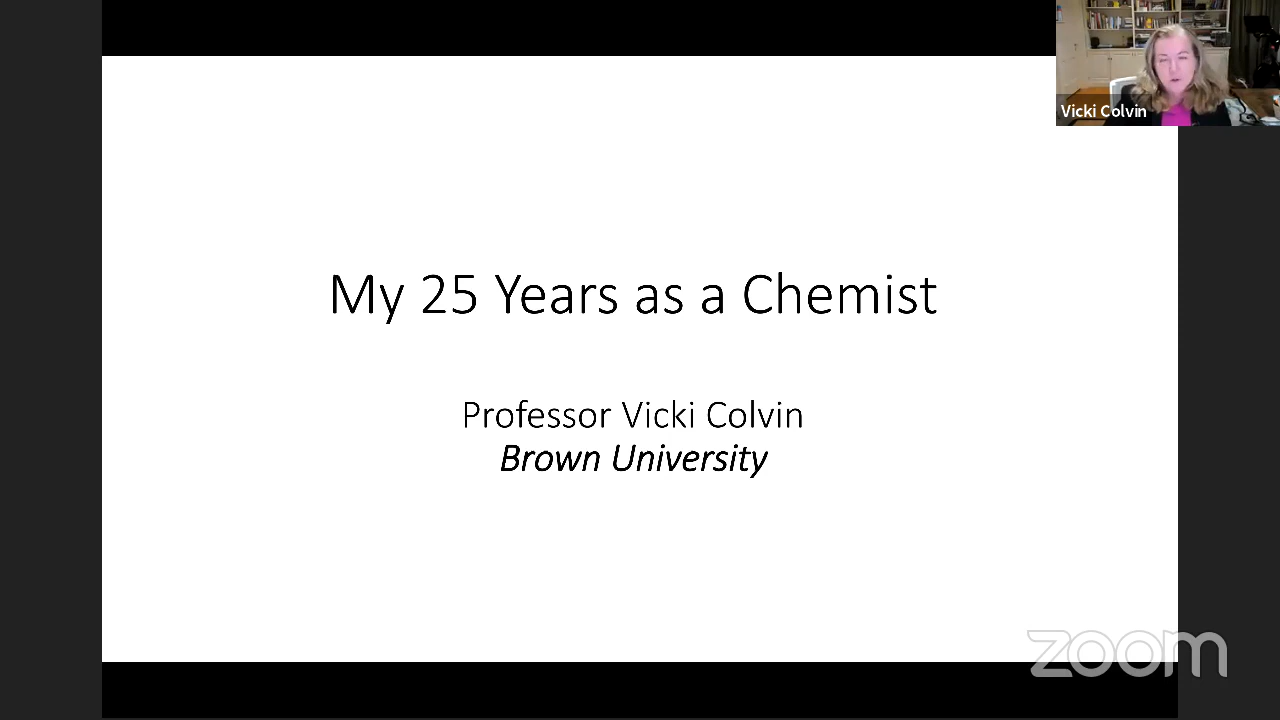 Vicki Colvin
My 25 Years as a Chemist
Professor Vicki Colvin
Brown University
zoom